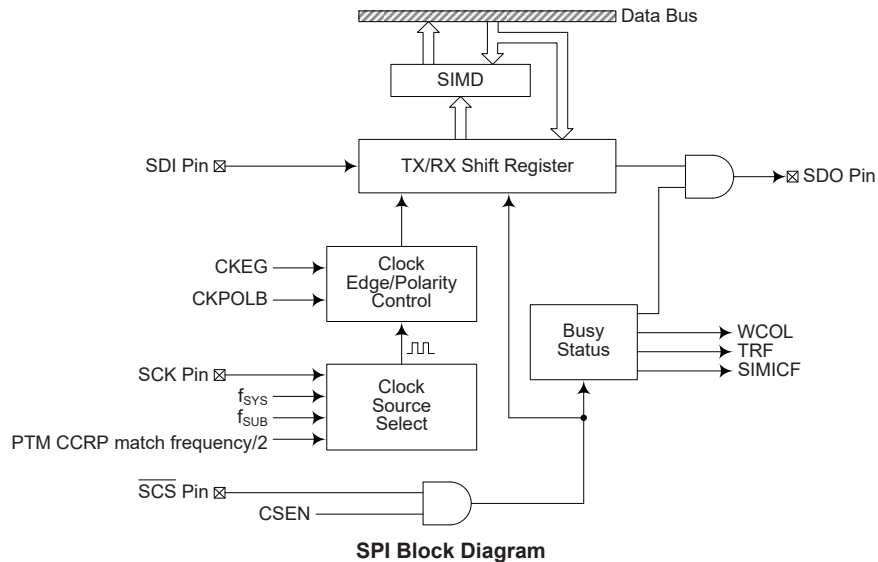 Data Bus
SIMD
SDI Pin
TX/RX Shift Register
SDO Pin
CKEG
CKPOLB
Clock
Edge/Polarity
Control
Busy
Status
WCOL
TRF
SIMICF
SCK Pin
fSYS
fSUB
PTM CCRP match frequency/2
Clock
Source
Select
SCS Pin
CSEN
SPI Block Diagram